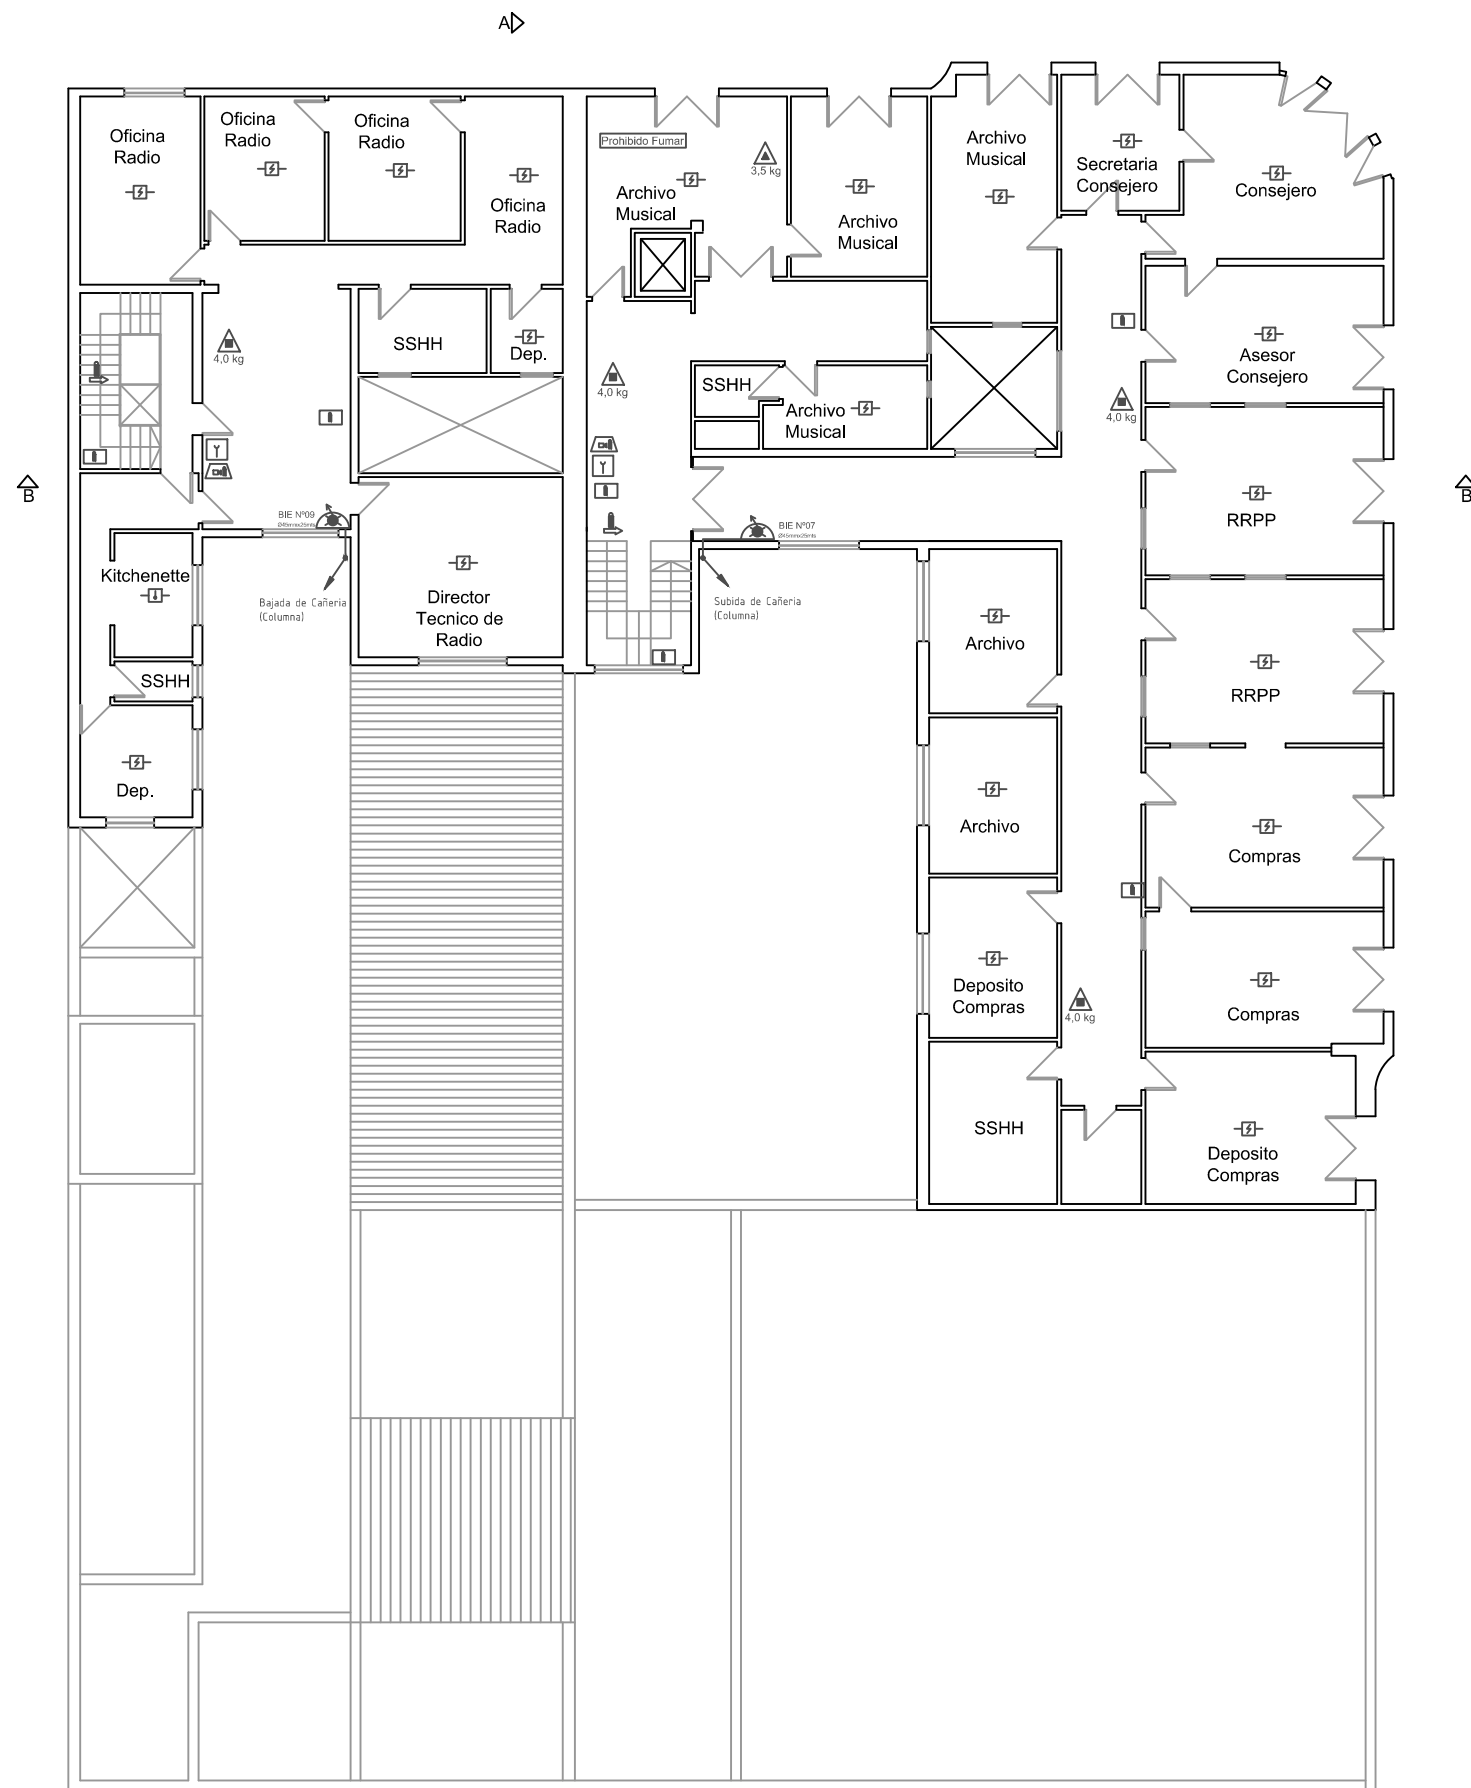 A
Oficina
Radio
Oficina
Radio
Oficina
Radio
Oficina
Radio
Prohibido Fumar
3,5 kg
Archivo
Musical
Archivo
Musical
Archivo
Musical
Secretaria
Consejero
Consejero
4,0 kg
SSHH
Dep.
4,0 kg
SSHH
Archivo
Musical
Asesor
Consejero
4,0 kg
B
B
BIE Nº09
Ø45mmx25mts
BIE Nº07
Ø45mmx25mts
RRPP
Kitchenette
Bajada de Cañeria
(Columna)
Director
Tecnico de
Radio
Subida de Cañeria
(Columna)
Archivo
RRPP
SSHH
Dep.
Archivo
Compras
Deposito
Compras
4,0 kg
Compras
SSHH
Deposito
Compras